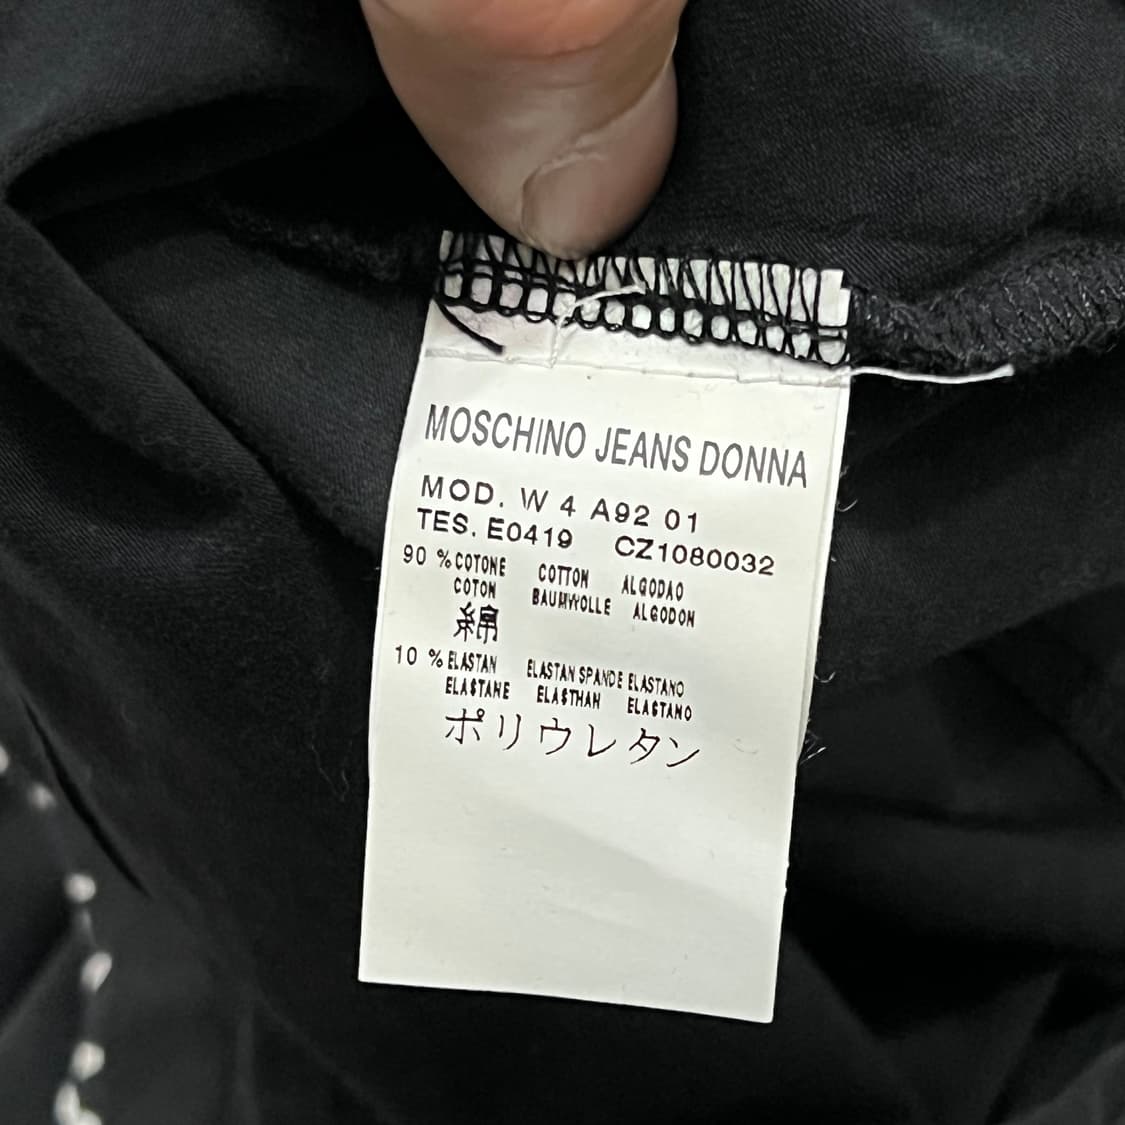 MOSCHINO JEANS DONNA
MOD. W 4 A92 01
TES. E0419 CZ1080032
90 % COTONE COTTON ALGODAO
COTON BAUMWOLLE ALGODON
綿
10 % ELASTAN ELASTAN SPANDE ELASTANO
ELASTANE ELASTHAN ELASTANO
ポリウレタン